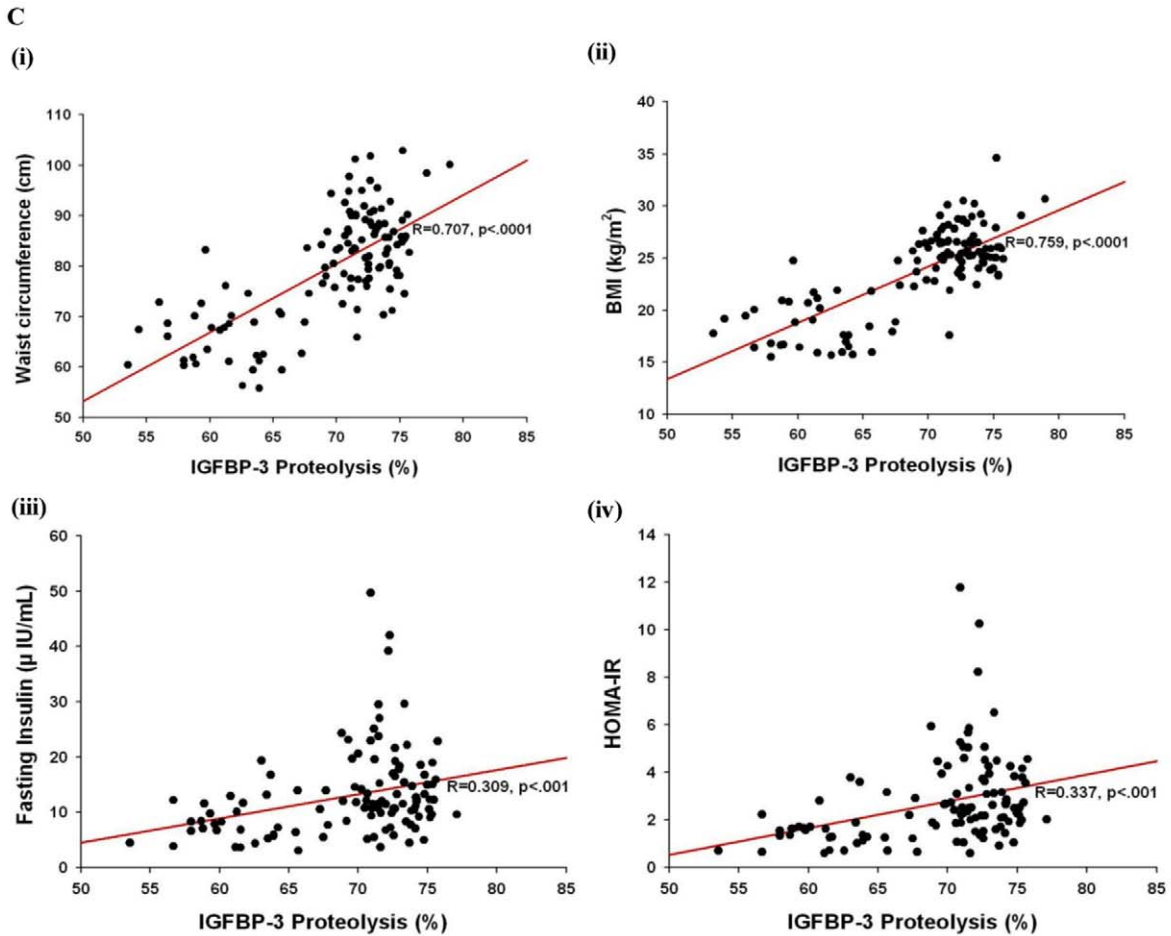 C
(i)
Waist circumference (cm)
110
100
90
80
70
60
50
R=0.707, p<.0001
50 55 60 65 70 75 80 85
IGFBP-3 Proteolysis (%)
(ii)
BMI (kg/m²)
40
35
30
25
20
15
10
R=0.759, p<.0001
50 55 60 65 70 75 80 85
IGFBP-3 Proteolysis (%)
(iii)
Fasting Insulin (µ IU/mL)
60
50
40
30
20
10
0
R=0.309, p<.001
50 55 60 65 70 75 80 85
IGFBP-3 Proteolysis (%)
(iv)
HOMA-IR
14
12
10
8
6
4
2
0
R=0.337, p<.001
50 55 60 65 70 75 80 85
IGFBP-3 Proteolysis (%)